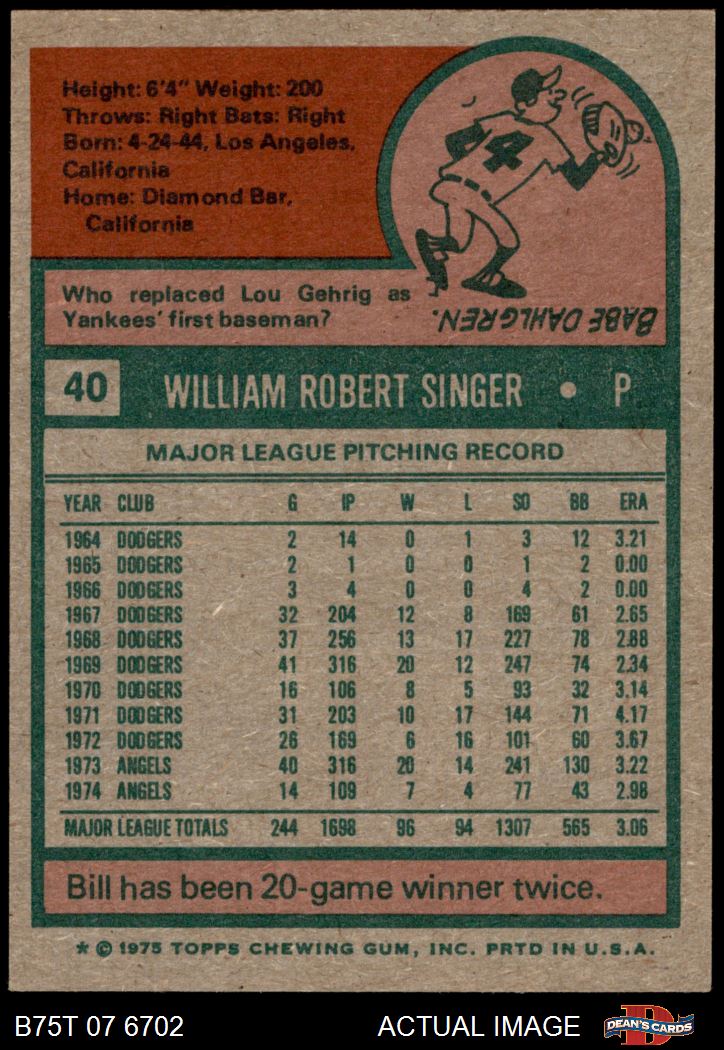 Height: 6'4" Weight: 200
Throws: Right Bats: Right
Born: 4-24-44, Los Angeles,
California
Home: Diamond Bar,
California
4
Who replaced Lou Gehrig as
Yankees' first baseman?
BABE DAHLGREN.
40 WILLIAM ROBERT SINGER • P
MAJOR LEAGUE PITCHING RECORD
YEAR CLUB G IP W L SO BB ERA
1964 DODGERS 2 14 0 1 3 12 3.21
1965 DODGERS 2 1 0 0 1 2 0.00
1966 DODGERS 3 4 0 0 4 2 0.00
1967 DODGERS 32 204 12 8 169 61 2.65
1968 DODGERS 37 256 13 17 227 78 2.88
1969 DODGERS 41 316 20 12 247 74 2.34
1970 DODGERS 16 106 8 5 93 32 3.14
1971 DODGERS 31 203 10 17 144 71 4.17
1972 DODGERS 26 169 6 16 101 60 3.67
1973 ANGELS 40 316 20 14 241 130 3.22
1974 ANGELS 14 109 7 4 77 43 2.98
MAJOR LEAGUE TOTALS 244 1698 96 94 1307 565 3.06
Bill has been 20-game winner twice.
* © 1975 TOPPS CHEWING GUM, INC. PRTD IN U.S.A.
B75T 07 6702 ACTUAL IMAGE D DEAN'S CARDS